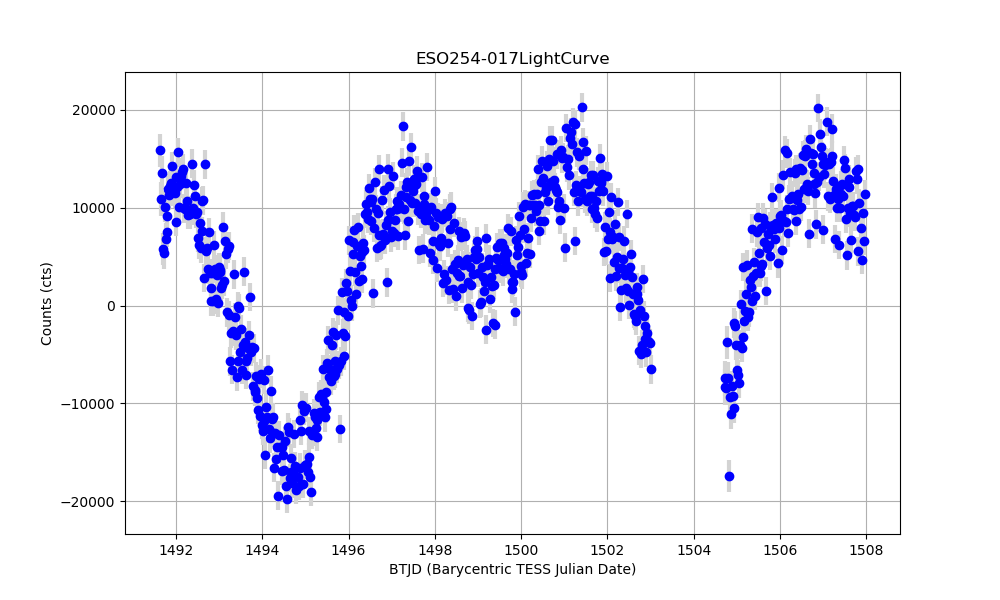 ESO254-017LightCurve
Counts (cts)
20000
10000
0
−10000
−20000
1492 1494 1496 1498 1500 1502 1504 1506 1508
BTJD (Barycentric TESS Julian Date)